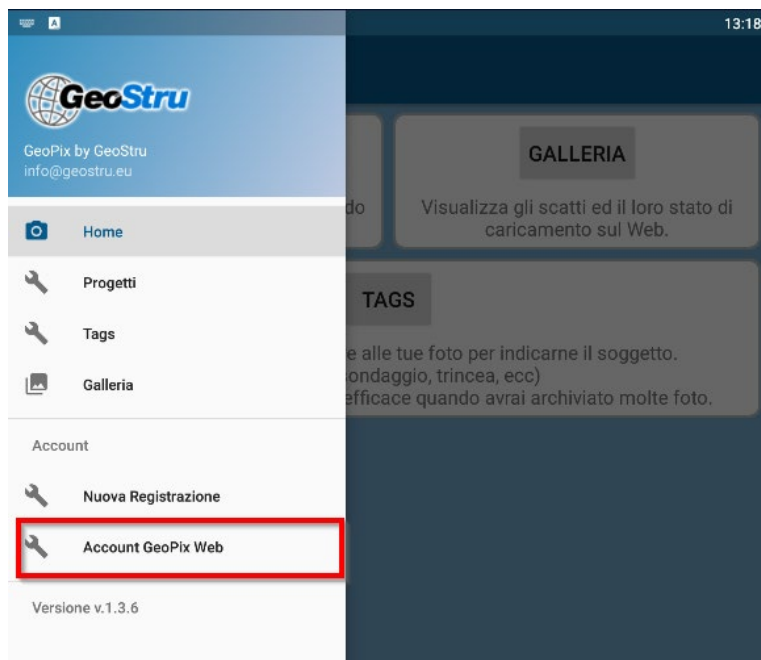 A
13:18
GeoStru
GeoPix by GeoStru
info@geostru.eu
Home
Progetti
Tags
Galleria
Account
Nuova Registrazione
Account GeoPix Web
Versione v.1.3.6
do
GALLERIA
Visualizza gli scatti ed il loro stato di
caricamento sul Web.
TAGS
e alle tue foto per indicarne il soggetto.
sondaggio, trincea, ecc)
efficace quando avrai archiviato molte foto.